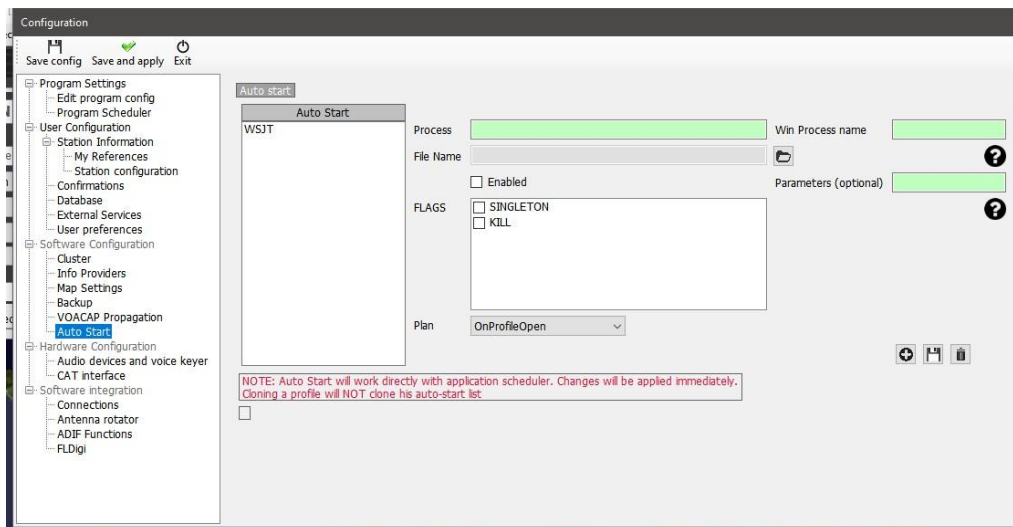 Configuration
Save config Save and apply Exit
Program Settings
Edit program config
Program Scheduler
User Configuration
Station Information
My References
Station configuration
Confirmations
Database
External Services
User preferences
Software Configuration
Cluster
Info Providers
Map Settings
Backup
VOACAP Propagation
Auto Start
Hardware Configuration
Audio devices and voice keyer
CAT interface
Software integration
Connections
Antenna rotator
ADIF Functions
FLDigi
Auto start
Auto Start
WSJT
Process
Win Process name
File Name
Enabled
Parameters (optional)
FLAGS
SINGLETON
KILL
Plan
OnProfileOpen
NOTE: Auto Start will work directly with application scheduler. Changes will be applied immediately.
Cloning a profile will NOT clone his auto-start list